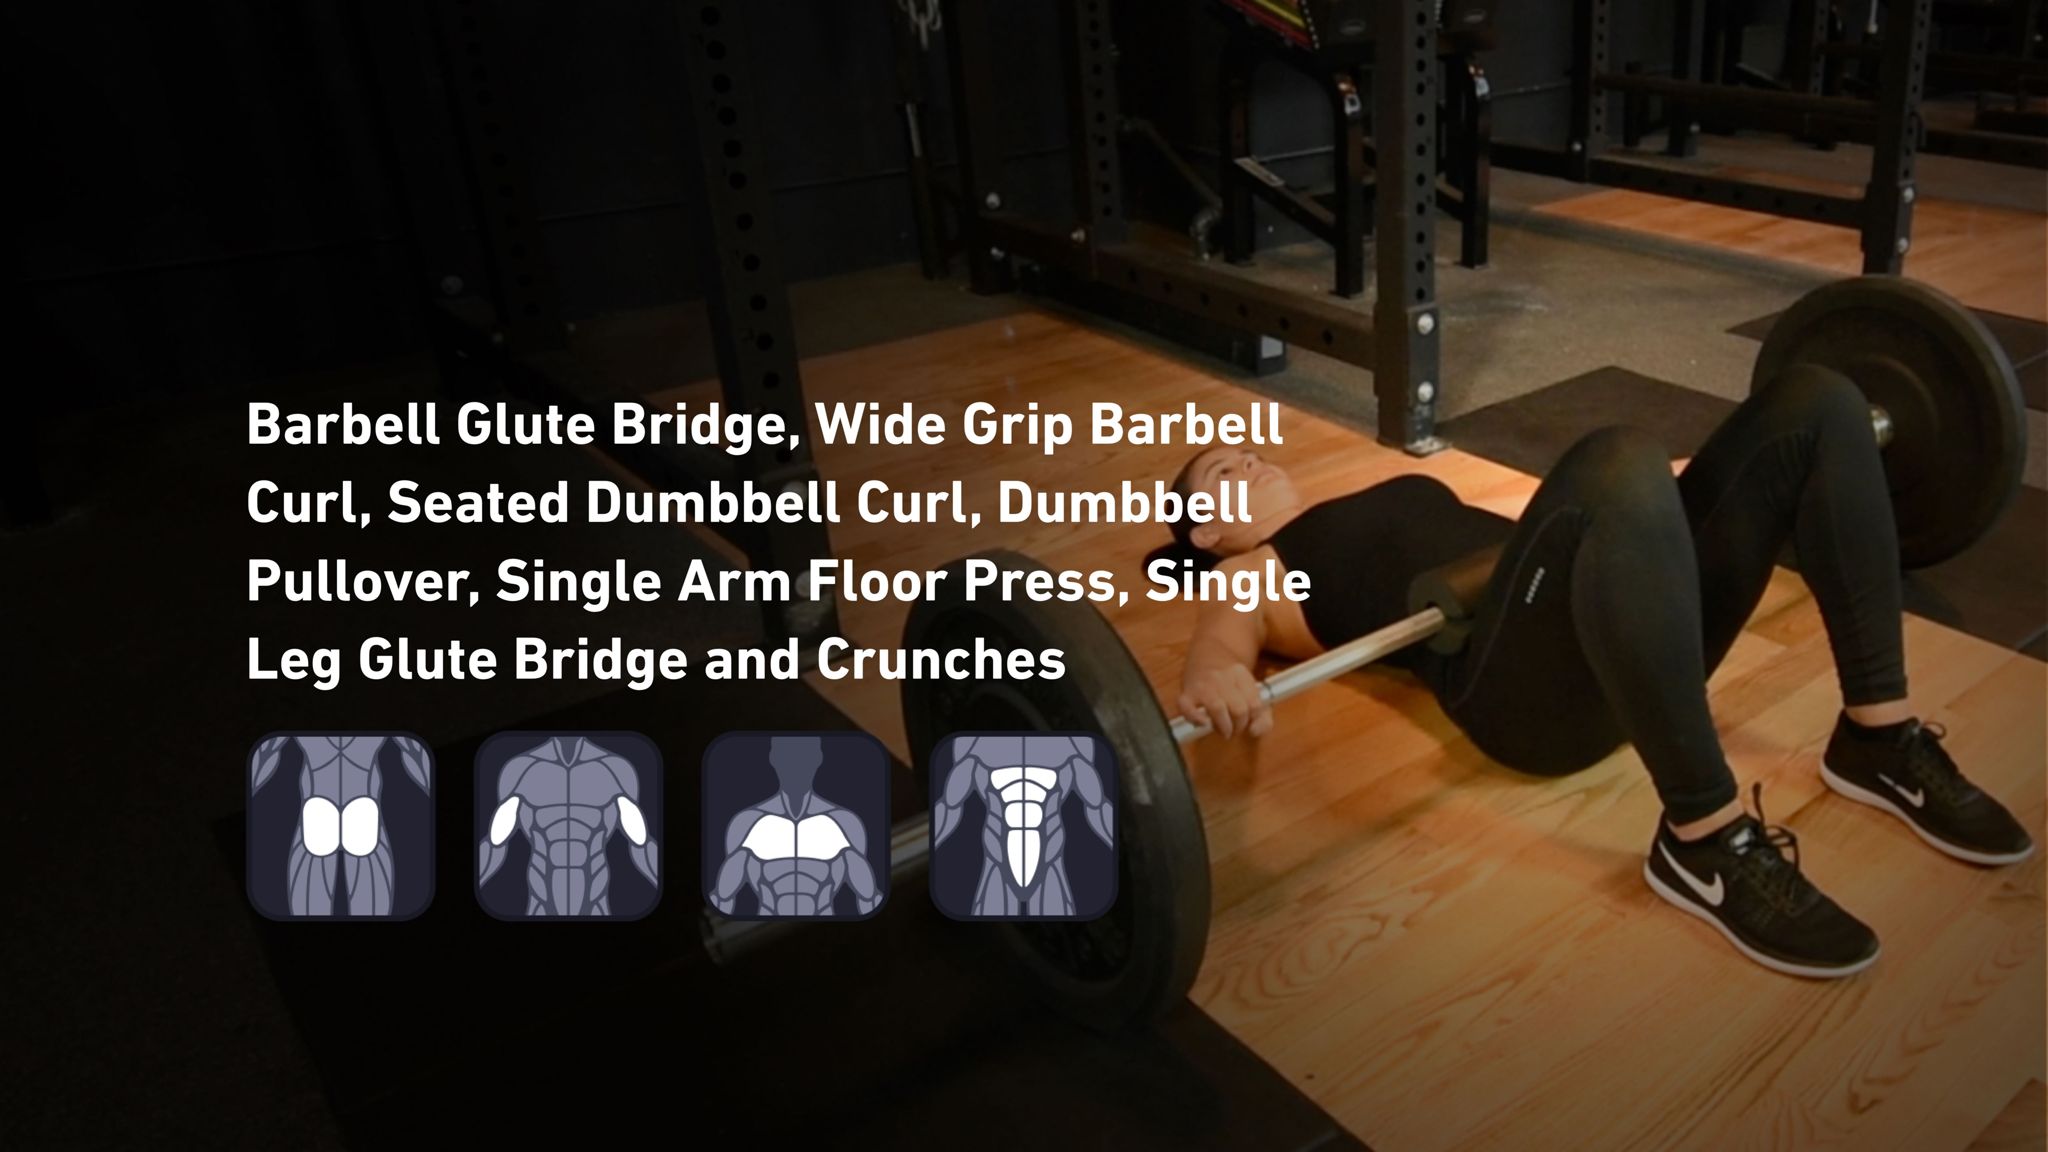 Barbell Glute Bridge, Wide Grip Barbell
Curl, Seated Dumbbell Curl, Dumbbell
Pullover, Single Arm Floor Press, Single
Leg Glute Bridge and Crunches